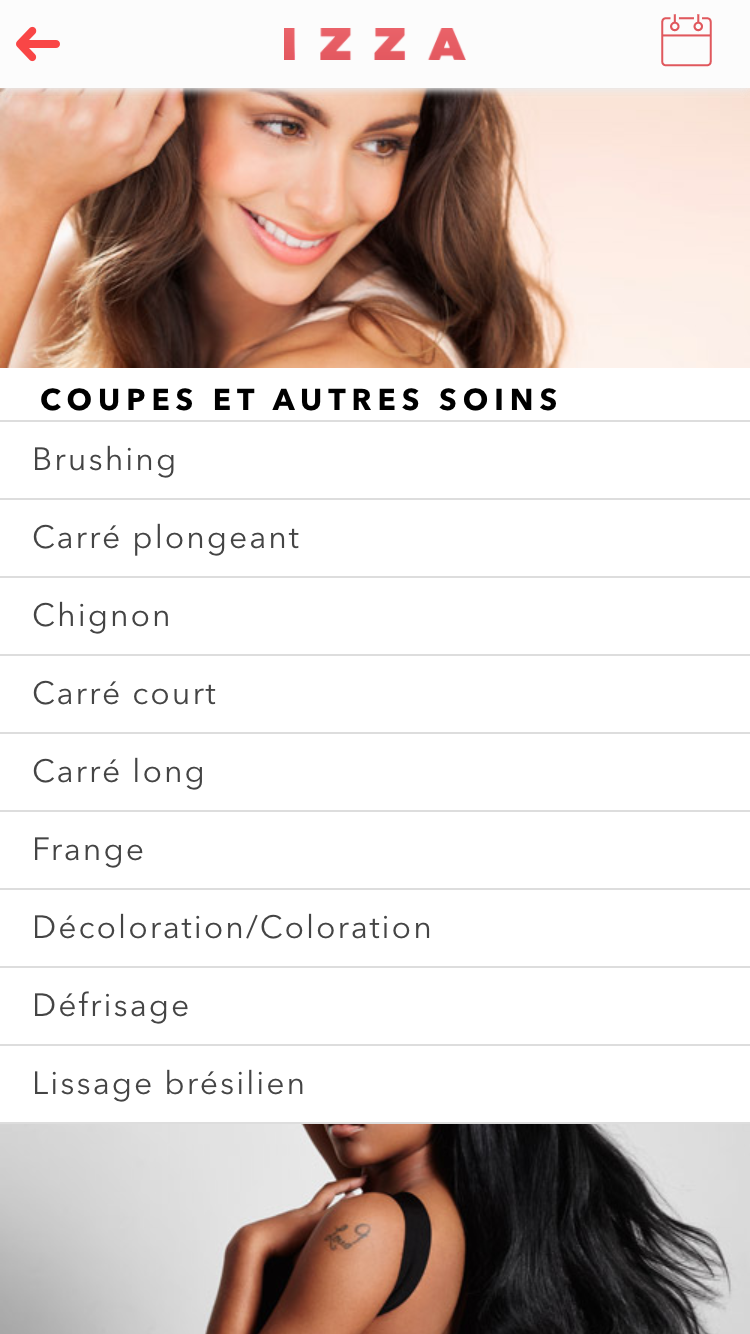 IZZA
COUPES ET AUTRES SOINS
Brushing
Carré plongeant
Chignon
Carré court
Carré long
Frange
Décoloration/Coloration
Défrisage
Lissage brésilien